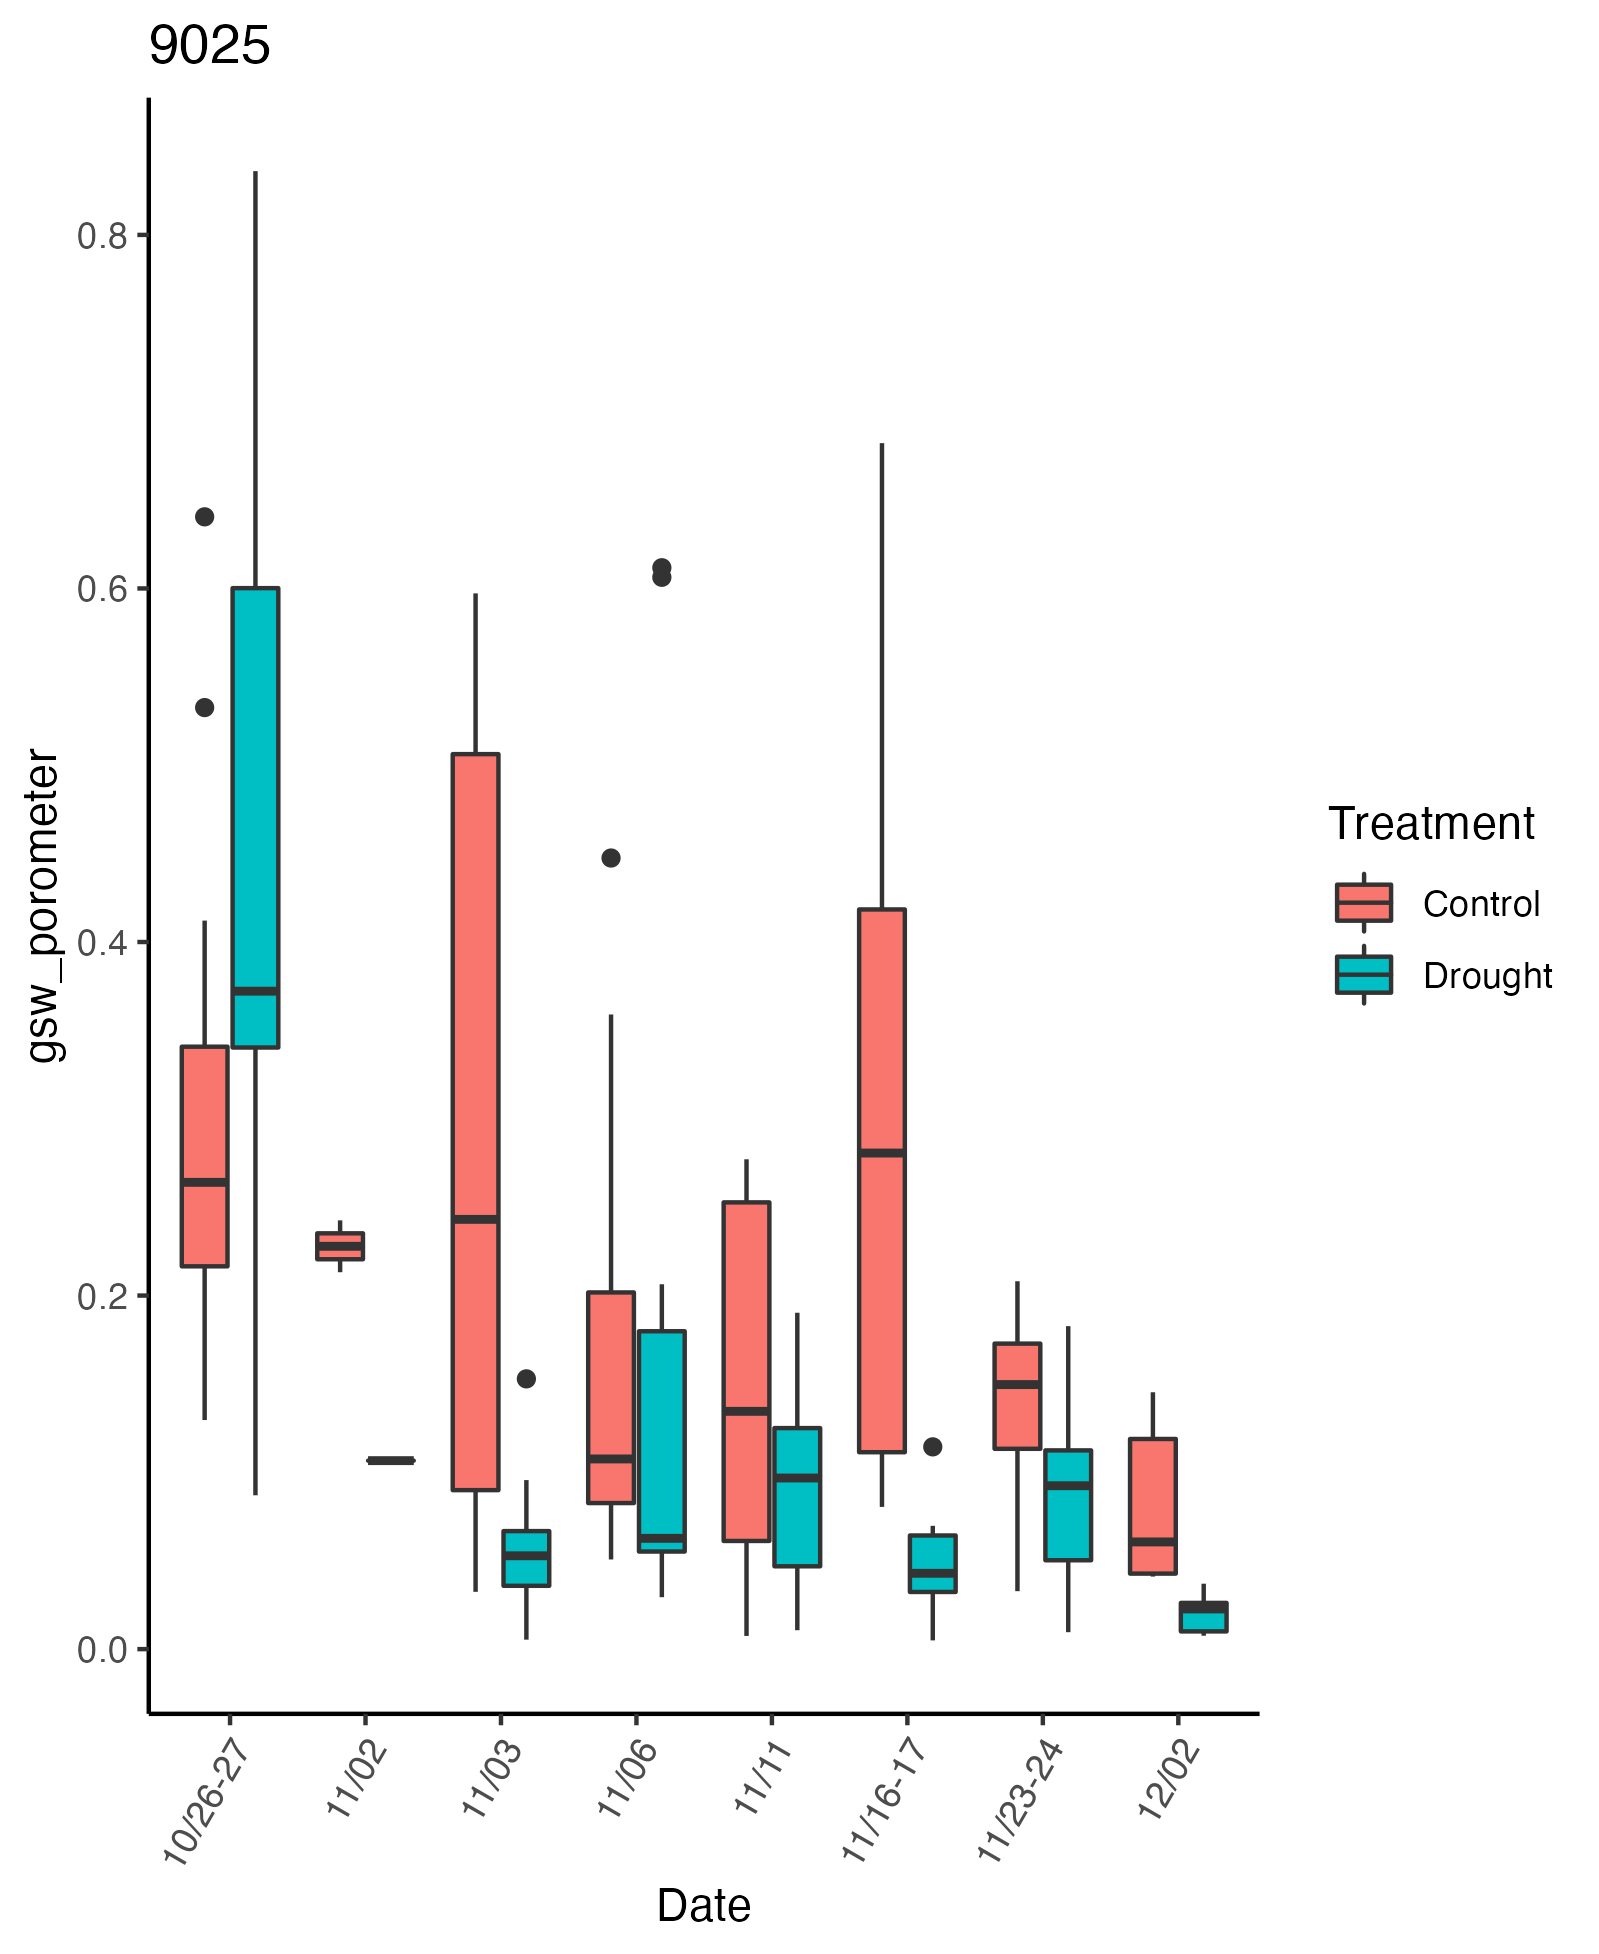 9025
gsw_porometer
0.8
0.6
0.4
0.2
0.0
10/26-27
11/02
11/03
11/06
11/11
11/16-17
11/23-24
12/02
Date
Treatment
Control
Drought